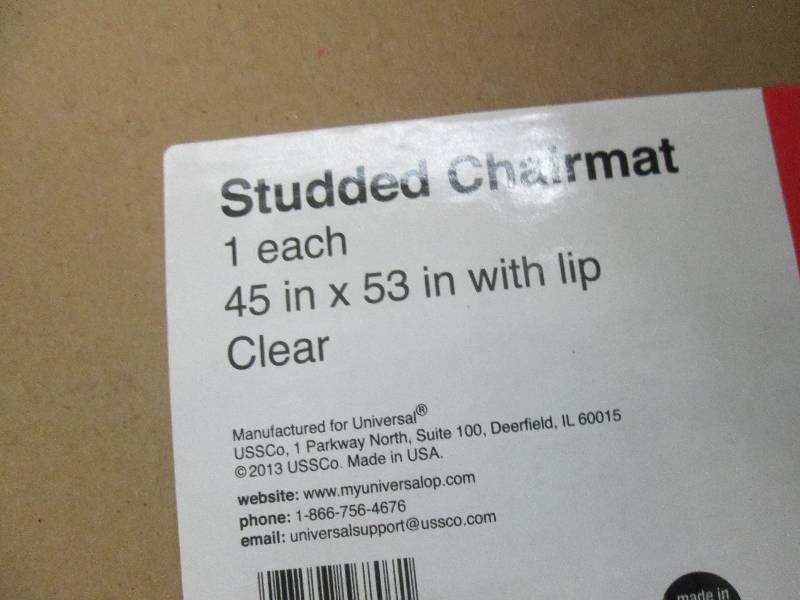 Studded Chairmat
1 each
45 in x 53 in with lip
Clear
Manufactured for Universal®
USSCo, 1 Parkway North, Suite 100, Deerfield, IL 60015
©2013 USSCo. Made in USA.
website: www.myuniversalop.com
phone: 1-866-756-4676
email: universalsupport@ussco.com
made in